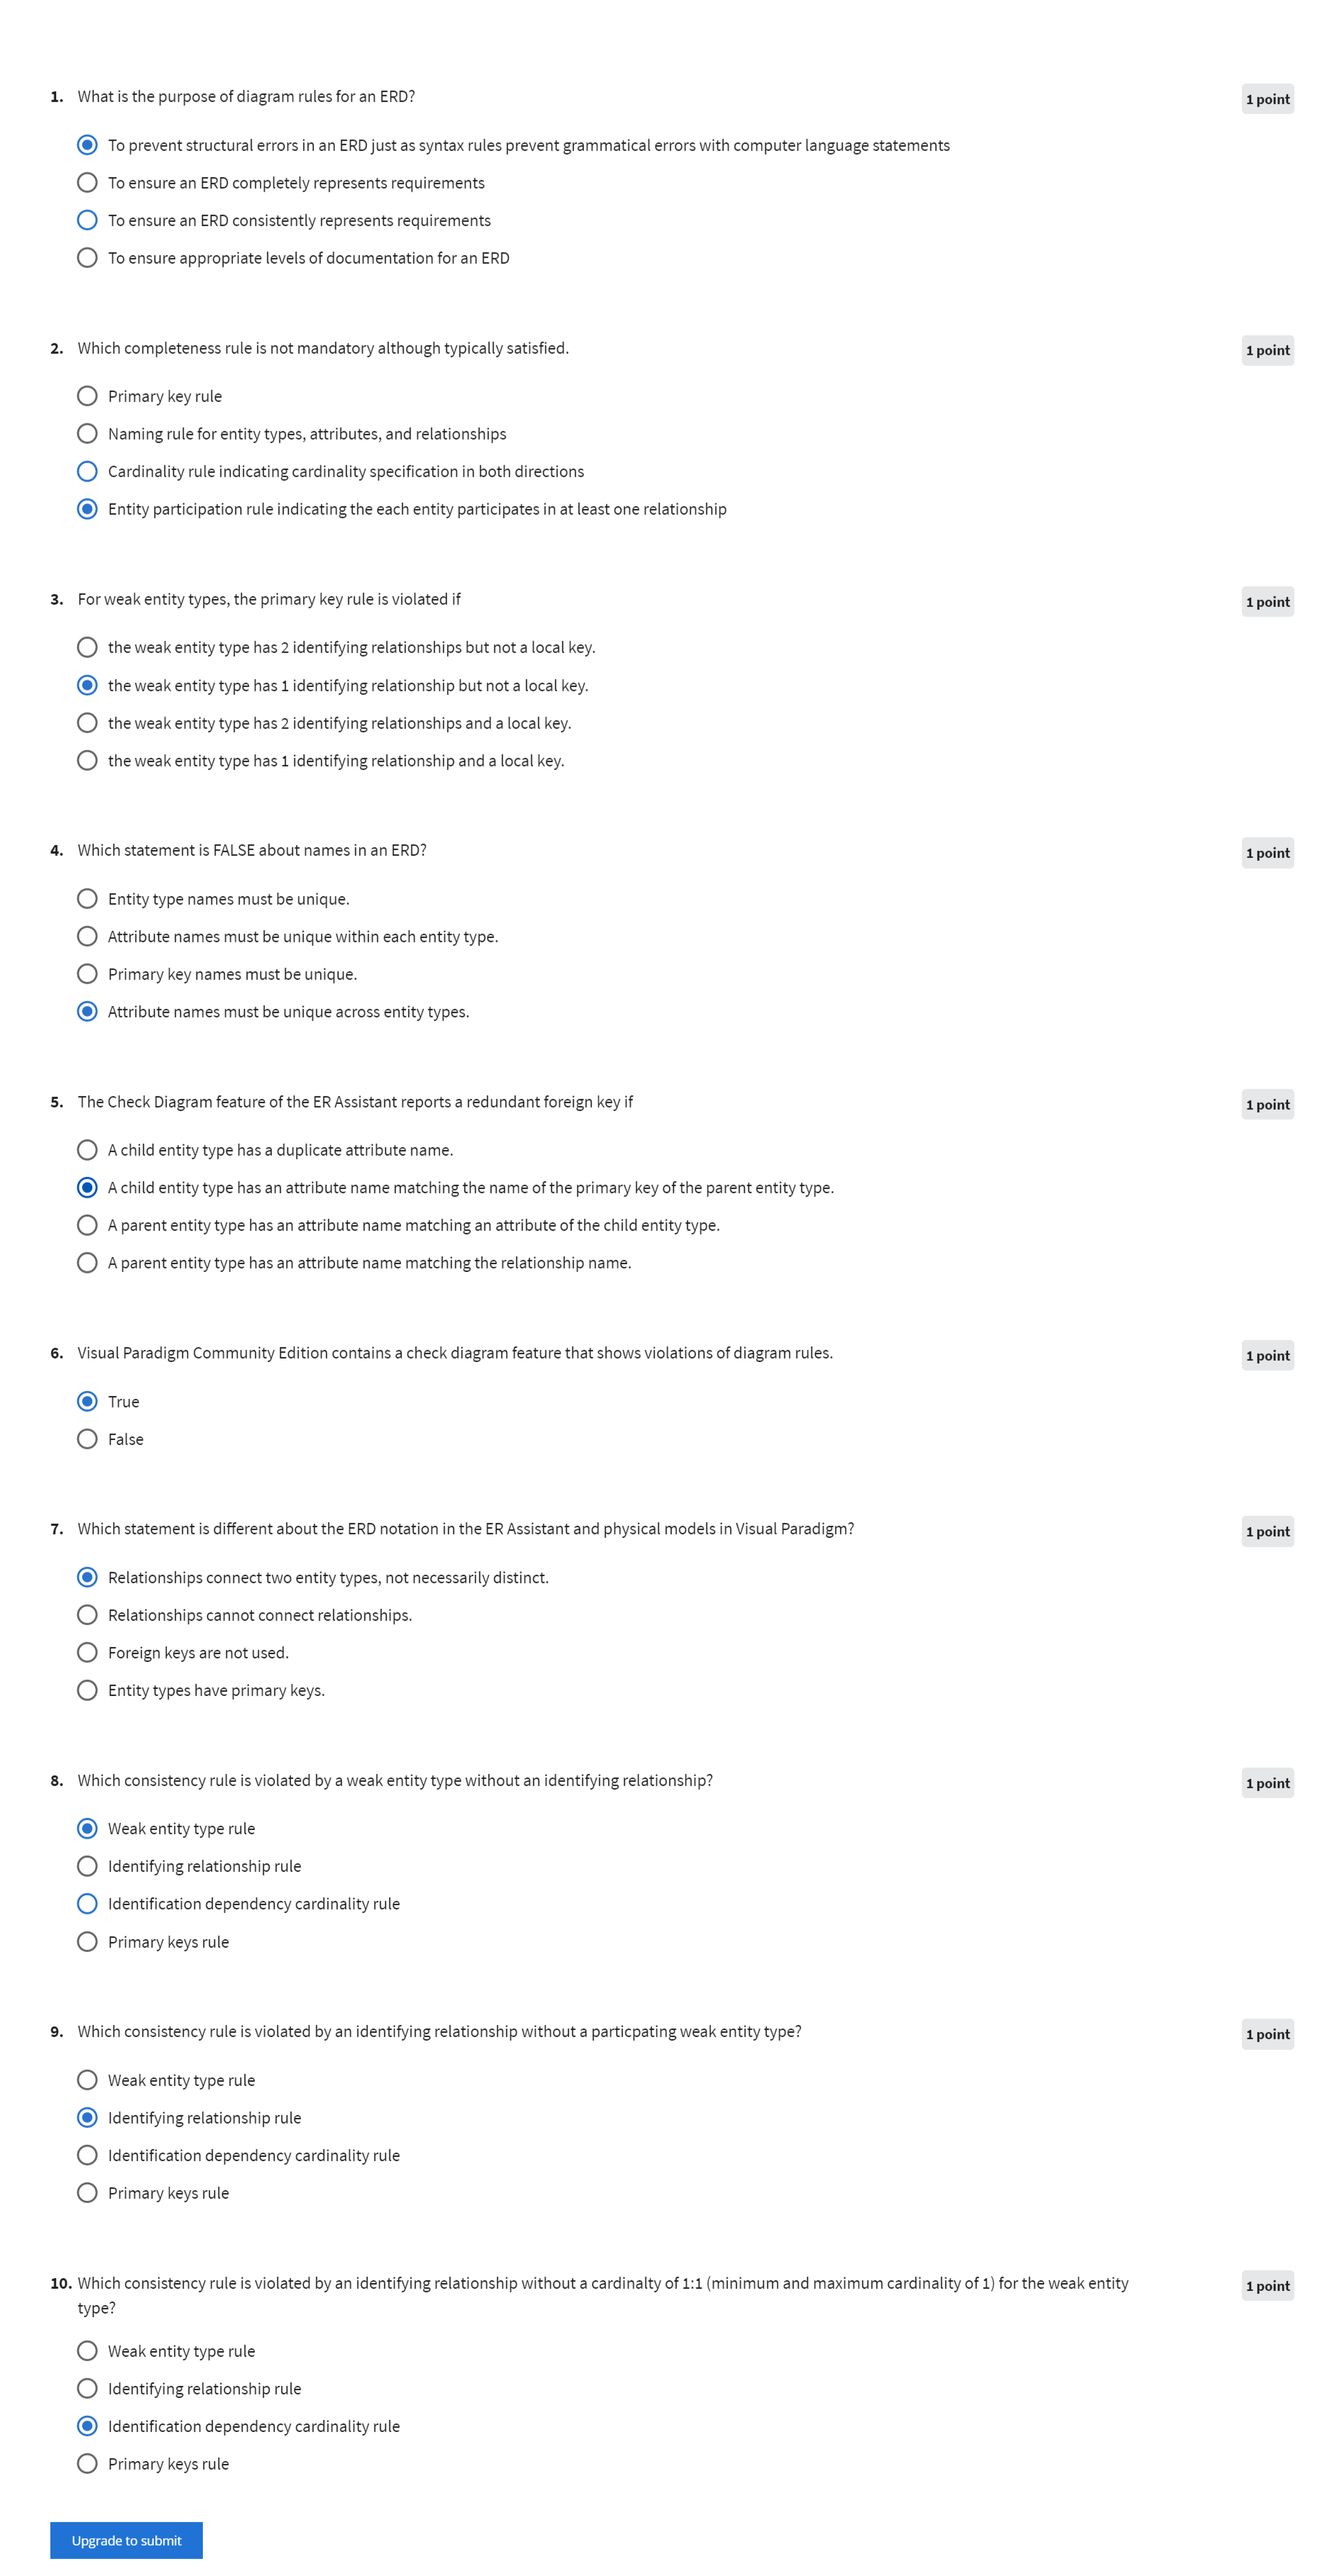 1. What is the purpose of diagram rules for an ERD?
1 point
To prevent structural errors in an ERD just as syntax rules prevent grammatical errors with computer language statements
To ensure an ERD completely represents requirements
To ensure an ERD consistently represents requirements
To ensure appropriate levels of documentation for an ERD
2. Which completeness rule is not mandatory although typically satisfied.
1 point
Primary key rule
Naming rule for entity types, attributes, and relationships
Cardinality rule indicating cardinality specification in both directions
Entity participation rule indicating the each entity participates in at least one relationship
3. For weak entity types, the primary key rule is violated if
1 point
the weak entity type has 2 identifying relationships but not a local key.
the weak entity type has 1 identifying relationship but not a local key.
the weak entity type has 2 identifying relationships and a local key.
the weak entity type has 1 identifying relationship and a local key.
4. Which statement is FALSE about names in an ERD?
1 point
Entity type names must be unique.
Attribute names must be unique within each entity type.
Primary key names must be unique.
Attribute names must be unique across entity types.
5. The Check Diagram feature of the ER Assistant reports a redundant foreign key if
1 point
A child entity type has a duplicate attribute name.
A child entity type has an attribute name matching the name of the primary key of the parent entity type.
A parent entity type has an attribute name matching an attribute of the child entity type.
A parent entity type has an attribute name matching the relationship name.
6. Visual Paradigm Community Edition contains a check diagram feature that shows violations of diagram rules.
1 point
True
False
7. Which statement is different about the ERD notation in the ER Assistant and physical models in Visual Paradigm?
1 point
Relationships connect two entity types, not necessarily distinct.
Relationships cannot connect relationships.
Foreign keys are not used.
Entity types have primary keys.
8. Which consistency rule is violated by a weak entity type without an identifying relationship?
1 point
Weak entity type rule
Identifying relationship rule
Identification dependency cardinality rule
Primary keys rule
9. Which consistency rule is violated by an identifying relationship without a particpating weak entity type?
1 point
Weak entity type rule
Identifying relationship rule
Identification dependency cardinality rule
Primary keys rule
10. Which consistency rule is violated by an identifying relationship without a cardinalty of 1:1 (minimum and maximum cardinality of 1) for the weak entity
type?
1 point
Weak entity type rule
Identifying relationship rule
Identification dependency cardinality rule
Primary keys rule
Upgrade to submit